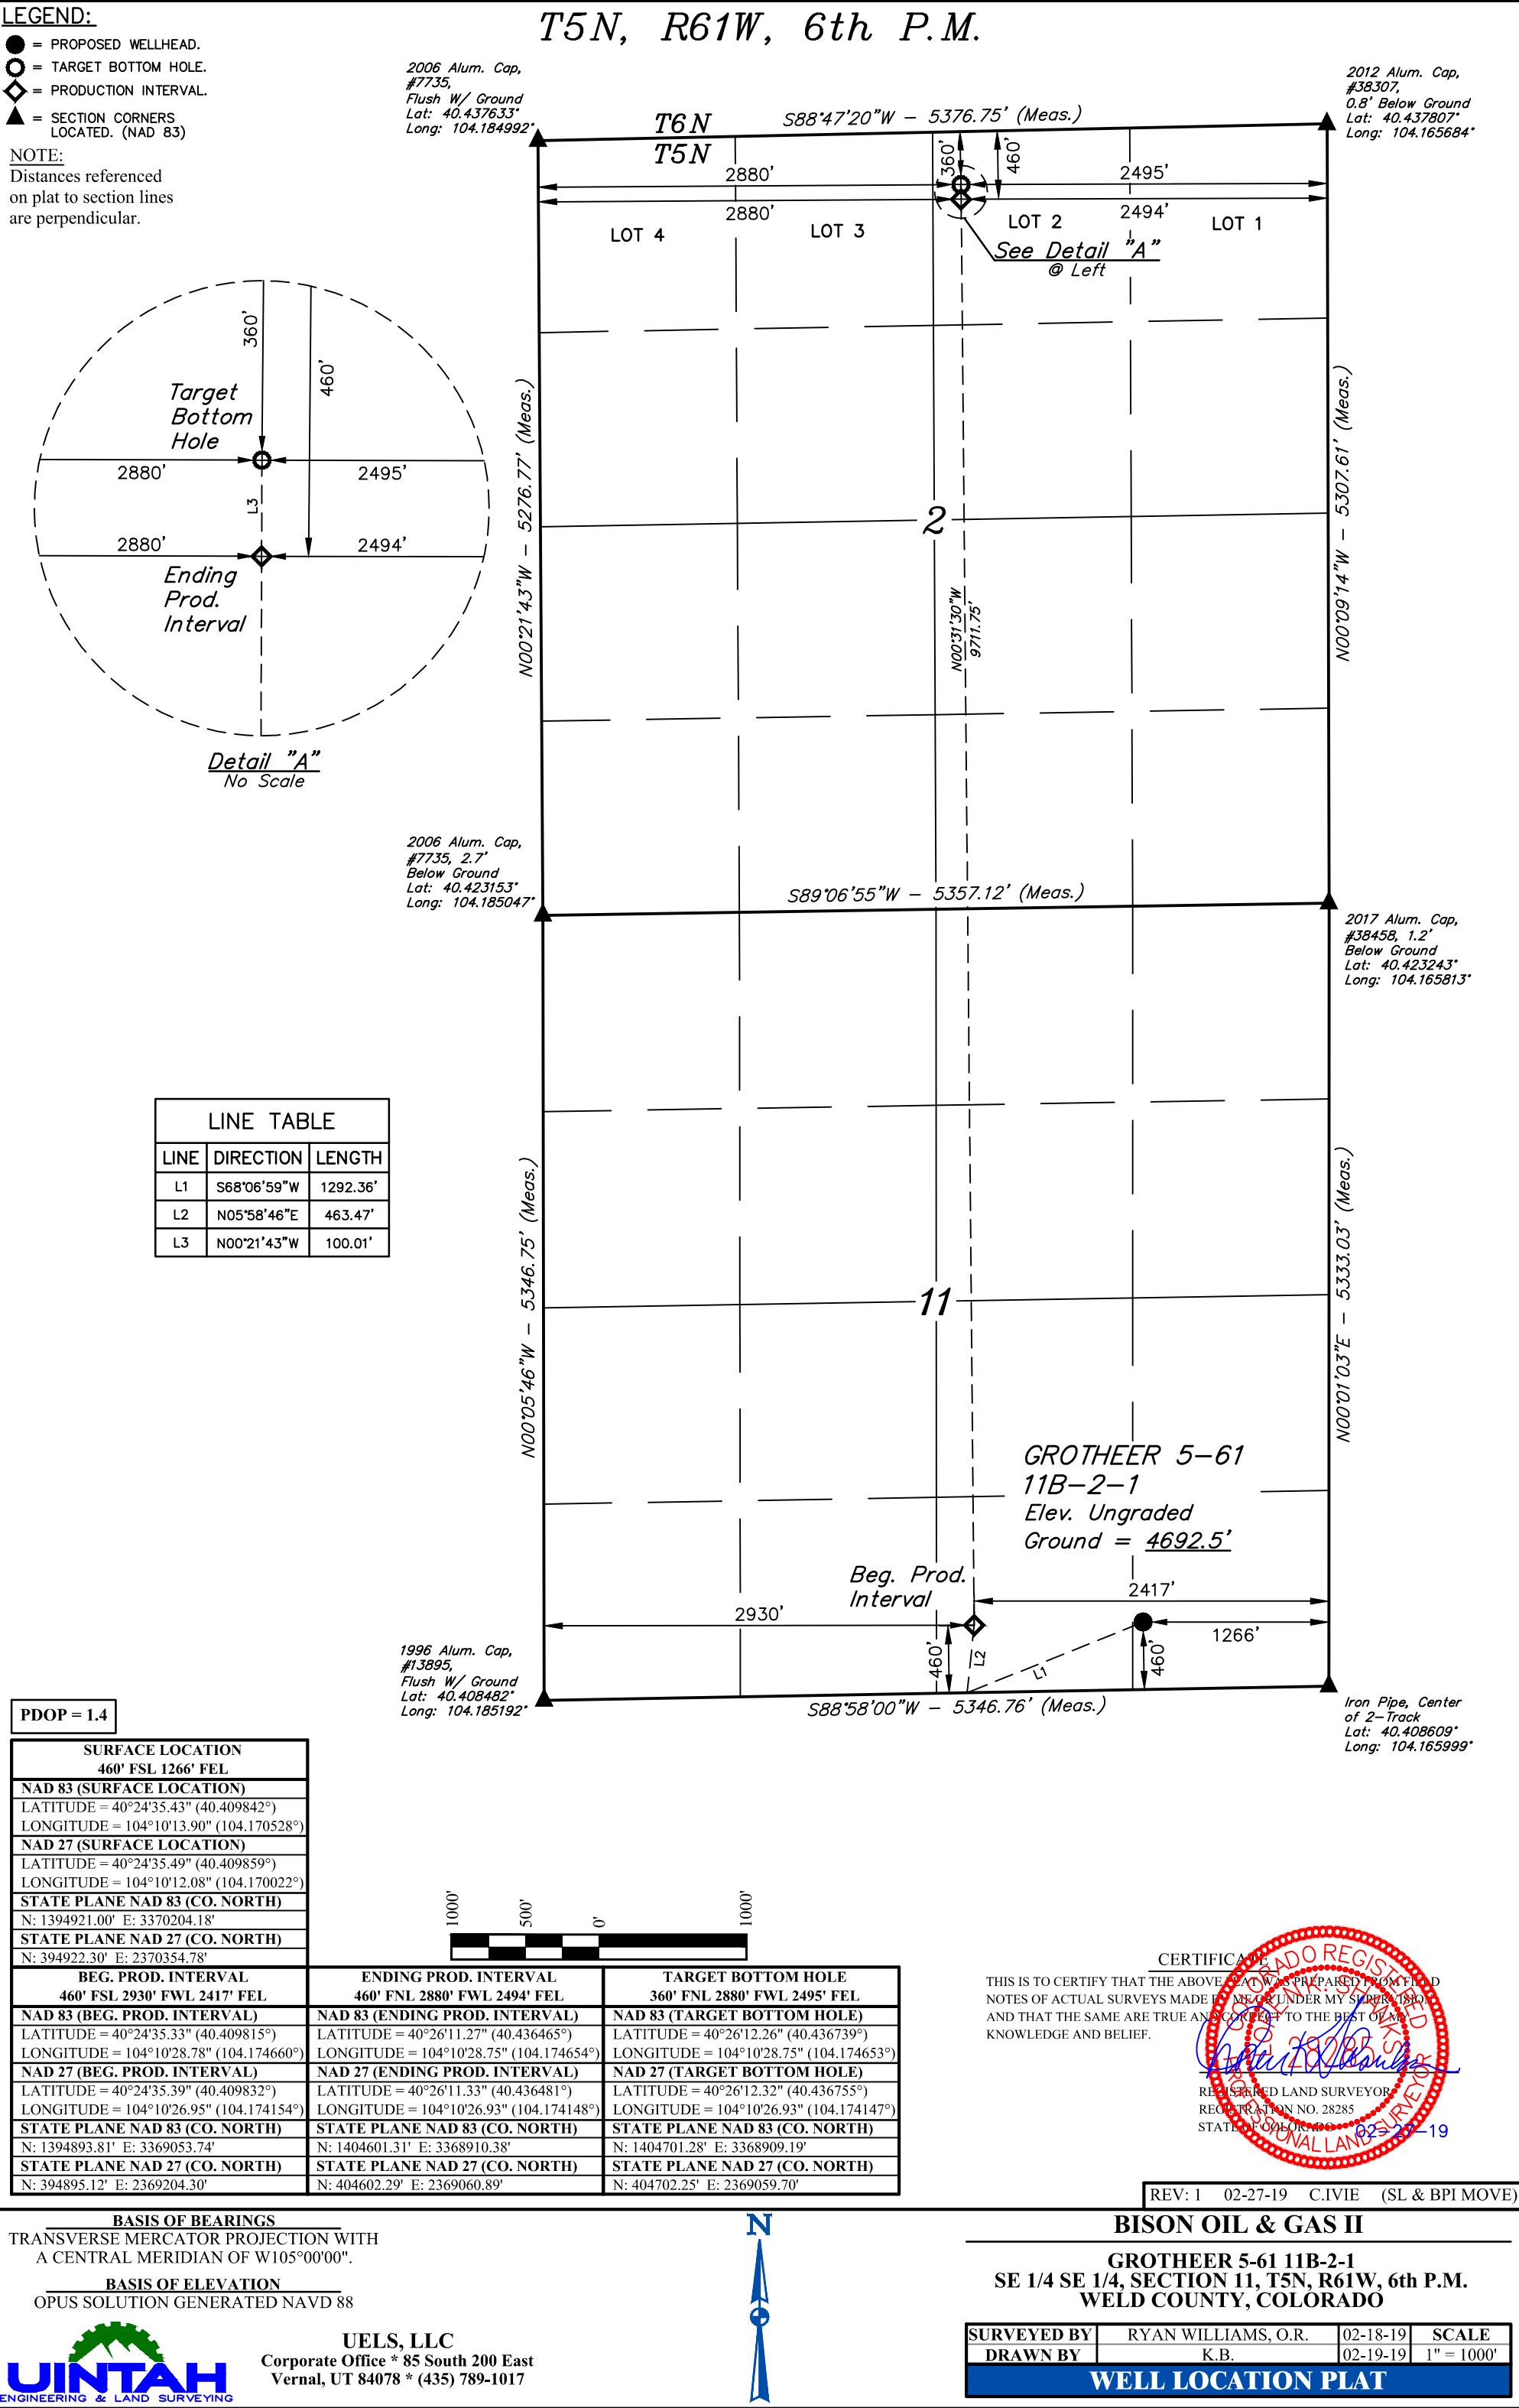 LEGEND:
= PROPOSED WELLHEAD.
= TARGET BOTTOM HOLE.
= PRODUCTION INTERVAL.
= SECTION CORNERS
LOCATED. (NAD 83)
NOTE:
Distances referenced
on plat to section lines
are perpendicular.
T5N, R61W, 6th P.M.
2006 Alum. Cap,
#7735,
Flush W/ Ground
Lat: 40.437633°
Long: 104.184992°
2012 Alum. Cap,
#38307,
0.8' Below Ground
Lat: 40.437807°
Long: 104.165684°
T6N
T5N
S88°47'20"W – 5376.75' (Meas.)
360'
460'
2880'
2495'
2880'
2494'
LOT 4
LOT 3
LOT 2
LOT 1
See Detail "A"
@ Left
360'
460'
Target
Bottom
Hole
2880'
2495'
L3
2880'
2494'
Ending
Prod.
Interval
Detail "A"
No Scale
N00°21'43"W – 5276.77' (Meas.)
N00°09'14"W – 5307.61' (Meas.)
2
N00°31'30"W
9711.75'
2006 Alum. Cap,
#7735, 2.7'
Below Ground
Lat: 40.423153°
Long: 104.185047°
S89°06'55"W – 5357.12' (Meas.)
2017 Alum. Cap,
#38458, 1.2'
Below Ground
Lat: 40.423243°
Long: 104.165813°
LINE TABLE
LINE DIRECTION LENGTH
L1 S68°06'59"W 1292.36'
L2 N05°58'46"E 463.47'
L3 N00°21'43"W 100.01'
N00°05'46"W – 5346.75' (Meas.)
N00°01'03"E – 5333.03' (Meas.)
11
GROTHEER 5–61
11B–2–1
Elev. Ungraded
Ground = 4692.5'
Beg. Prod.
Interval
2417'
2930'
1266'
460'
L2
L1
460'
1996 Alum. Cap,
#13895,
Flush W/ Ground
Lat: 40.408482°
Long: 104.185192°
S88°58'00"W – 5346.76' (Meas.)
Iron Pipe, Center
of 2–Track
Lat: 40.408609°
Long: 104.165999°
PDOP = 1.4
SURFACE LOCATION
460' FSL 1266' FEL
NAD 83 (SURFACE LOCATION)
LATITUDE = 40°24'35.43" (40.409842°)
LONGITUDE = 104°10'13.90" (104.170528°)
NAD 27 (SURFACE LOCATION)
LATITUDE = 40°24'35.49" (40.409859°)
LONGITUDE = 104°10'12.08" (104.170022°)
STATE PLANE NAD 83 (CO. NORTH)
N: 1394921.00' E: 3370204.18'
STATE PLANE NAD 27 (CO. NORTH)
N: 394922.30' E: 2370354.78'
BEG. PROD. INTERVAL
460' FSL 2930' FWL 2417' FEL
NAD 83 (BEG. PROD. INTERVAL)
LATITUDE = 40°24'35.33" (40.409815°)
LONGITUDE = 104°10'28.78" (104.174660°)
NAD 27 (BEG. PROD. INTERVAL)
LATITUDE = 40°24'35.39" (40.409832°)
LONGITUDE = 104°10'26.95" (104.174154°)
STATE PLANE NAD 83 (CO. NORTH)
N: 1394893.81' E: 3369053.74'
STATE PLANE NAD 27 (CO. NORTH)
N: 394895.12' E: 2369204.30'
ENDING PROD. INTERVAL
460' FNL 2880' FWL 2494' FEL
NAD 83 (ENDING PROD. INTERVAL)
LATITUDE = 40°26'11.27" (40.436465°)
LONGITUDE = 104°10'28.75" (104.174654°)
NAD 27 (ENDING PROD. INTERVAL)
LATITUDE = 40°26'11.33" (40.436481°)
LONGITUDE = 104°10'26.93" (104.174148°)
STATE PLANE NAD 83 (CO. NORTH)
N: 1404601.31' E: 3368910.38'
STATE PLANE NAD 27 (CO. NORTH)
N: 404602.29' E: 2369060.89'
TARGET BOTTOM HOLE
360' FNL 2880' FWL 2495' FEL
NAD 83 (TARGET BOTTOM HOLE)
LATITUDE = 40°26'12.26" (40.436739°)
LONGITUDE = 104°10'28.75" (104.174653°)
NAD 27 (TARGET BOTTOM HOLE)
LATITUDE = 40°26'12.32" (40.436755°)
LONGITUDE = 104°10'26.93" (104.174147°)
STATE PLANE NAD 83 (CO. NORTH)
N: 1404701.28' E: 3368909.19'
STATE PLANE NAD 27 (CO. NORTH)
N: 404702.25' E: 2369059.70'
1000'
500'
0'
1000'
CERTIFICATE
THIS IS TO CERTIFY THAT THE ABOVE PLAT WAS PREPARED FROM FIELD
NOTES OF ACTUAL SURVEYS MADE BY ME OR UNDER MY SUPERVISION
AND THAT THE SAME ARE TRUE AND CORRECT TO THE BEST OF MY
KNOWLEDGE AND BELIEF.
REGISTERED LAND SURVEYOR
REGISTRATION NO. 28285
STATE OF COLORADO
COLORADO REGISTERED
28285
PROFESSIONAL LAND SURVEYOR
02–27–19
REV: 1 02-27-19 C.IVIE (SL & BPI MOVE)
BASIS OF BEARINGS
TRANSVERSE MERCATOR PROJECTION WITH
A CENTRAL MERIDIAN OF W105°00'00".
BASIS OF ELEVATION
OPUS SOLUTION GENERATED NAVD 88
UINTAH
ENGINEERING & LAND SURVEYING
UELS, LLC
Corporate Office * 85 South 200 East
Vernal, UT 84078 * (435) 789-1017
N
BISON OIL & GAS II
GROTHEER 5-61 11B-2-1
SE 1/4 SE 1/4, SECTION 11, T5N, R61W, 6th P.M.
WELD COUNTY, COLORADO
SURVEYED BY RYAN WILLIAMS, O.R. 02-18-19 SCALE
DRAWN BY K.B. 02-19-19 1" = 1000'
WELL LOCATION PLAT